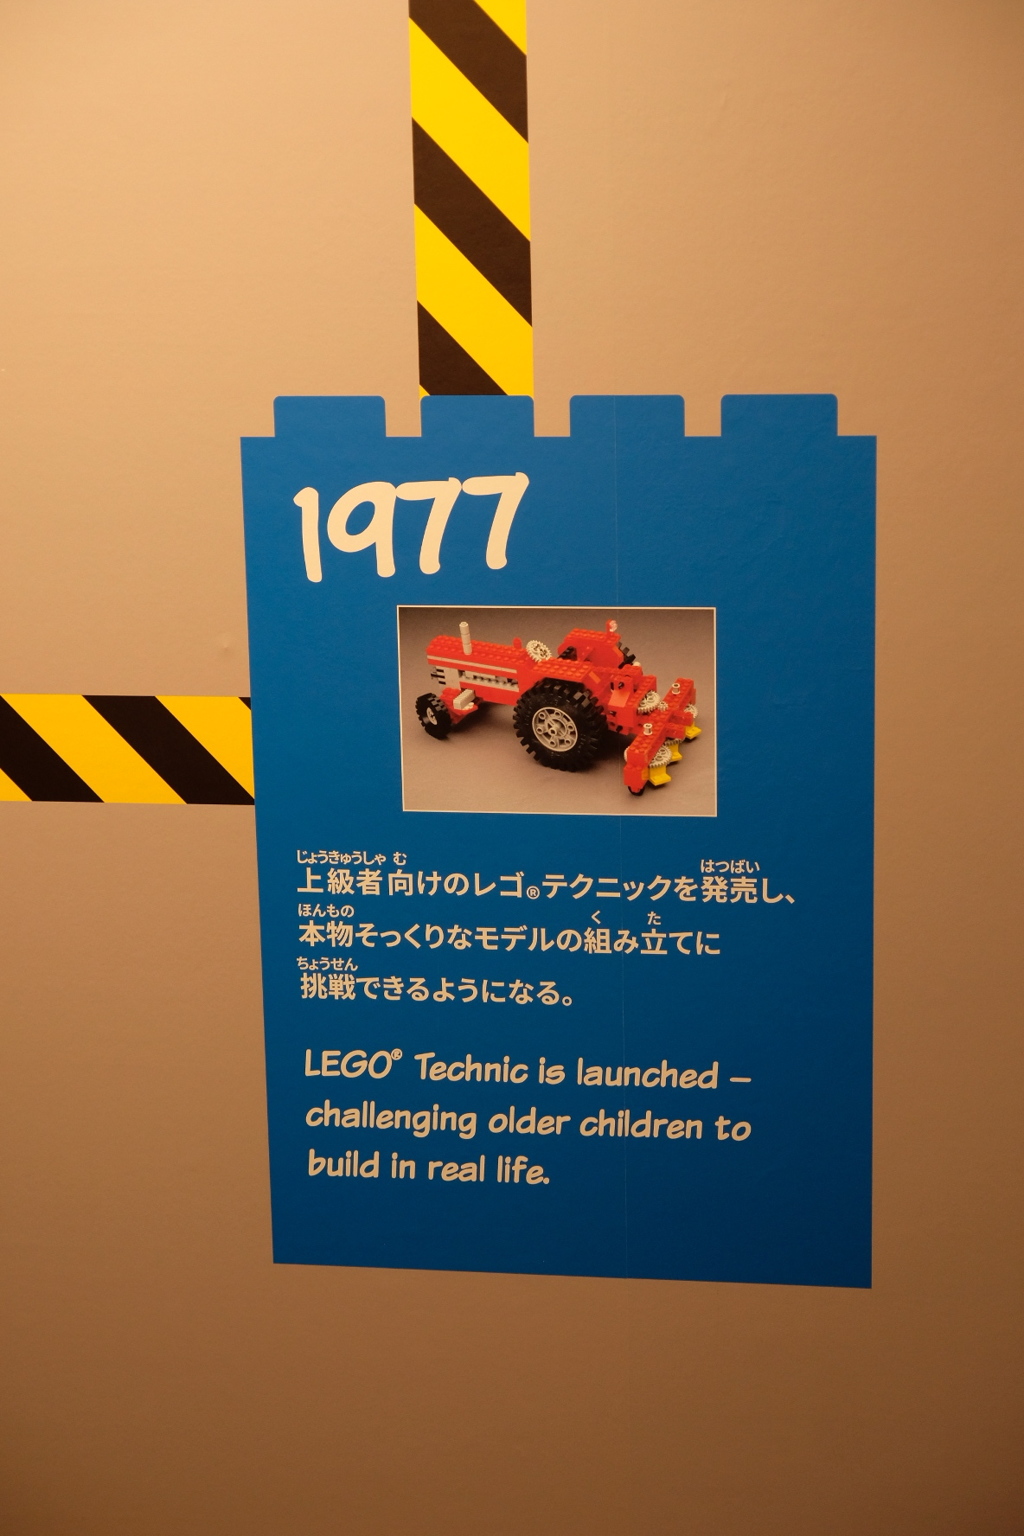 1977
じょうきゅうしゃ む はつばい
上級者向けのレゴ®テクニックを発売し、
ほんもの く た
本物そっくりなモデルの組み立てに
ちょうせん
挑戦できるようになる。
LEGO® Technic is launched –
challenging older children to
build in real life.